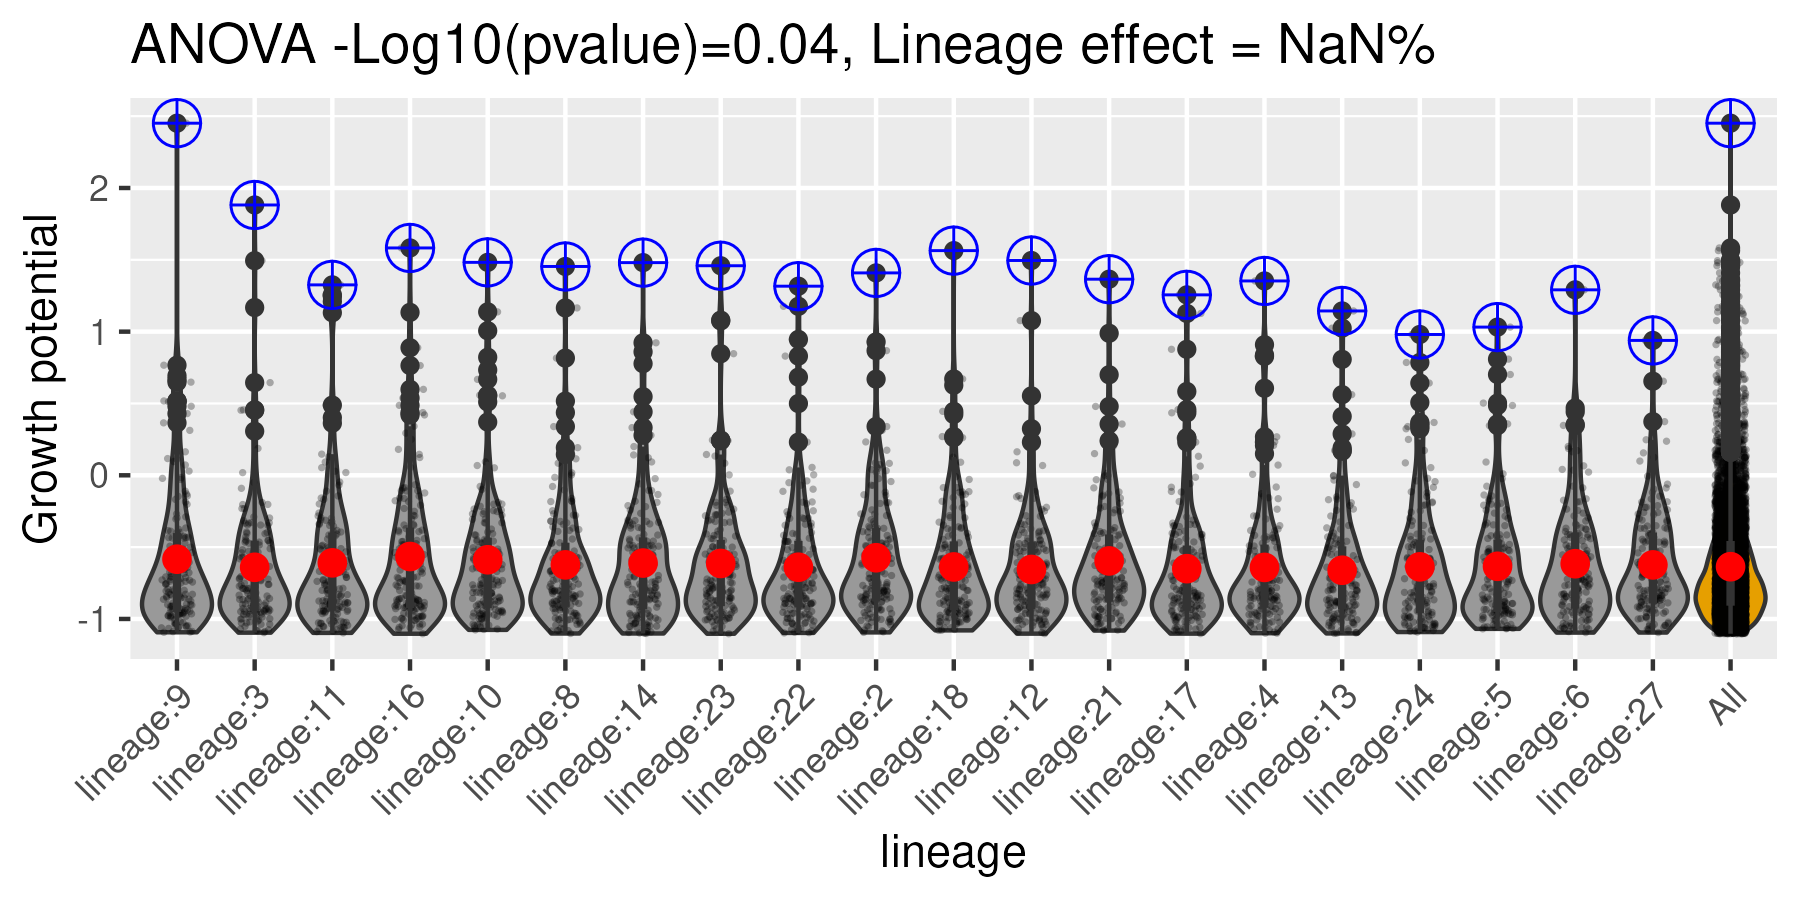 ANOVA -Log10(pvalue)=0.04, Lineage effect = NaN%
Growth potential
2
1
0
-1
lineage:9
lineage:3
lineage:11
lineage:16
lineage:10
lineage:8
lineage:14
lineage:23
lineage:22
lineage:2
lineage:18
lineage:12
lineage:21
lineage:17
lineage:4
lineage:13
lineage:24
lineage:5
lineage:6
lineage:27
All
lineage